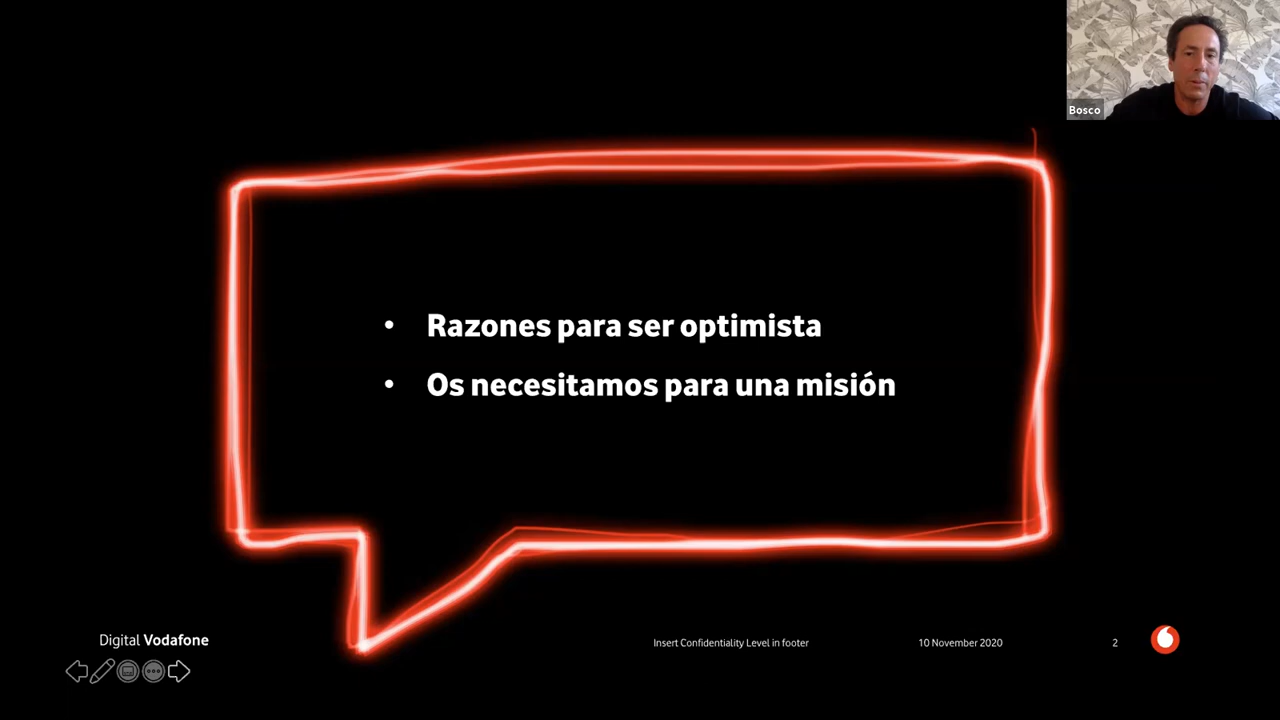 Bosco
• Razones para ser optimista
• Os necesitamos para una misión
Digital Vodafone
Insert Confidentiality Level in footer
10 November 2020
2